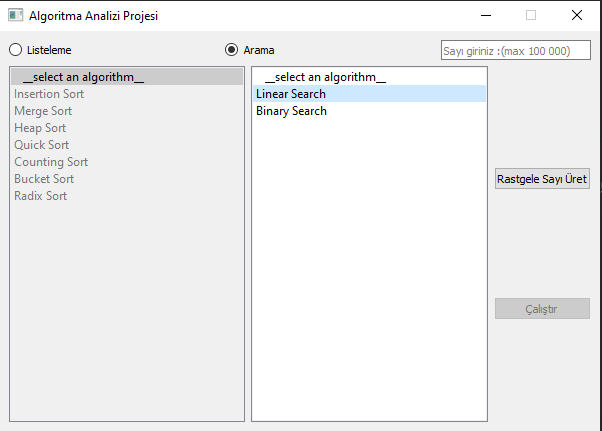 Algoritma Analizi Projesi
Listeleme
Arama
Sayı giriniz :(max 100 000)
__select an algorithm__
Insertion Sort
Merge Sort
Heap Sort
Quick Sort
Counting Sort
Bucket Sort
Radix Sort
__select an algorithm__
Linear Search
Binary Search
Rastgele Sayı Üret
Çalıştır